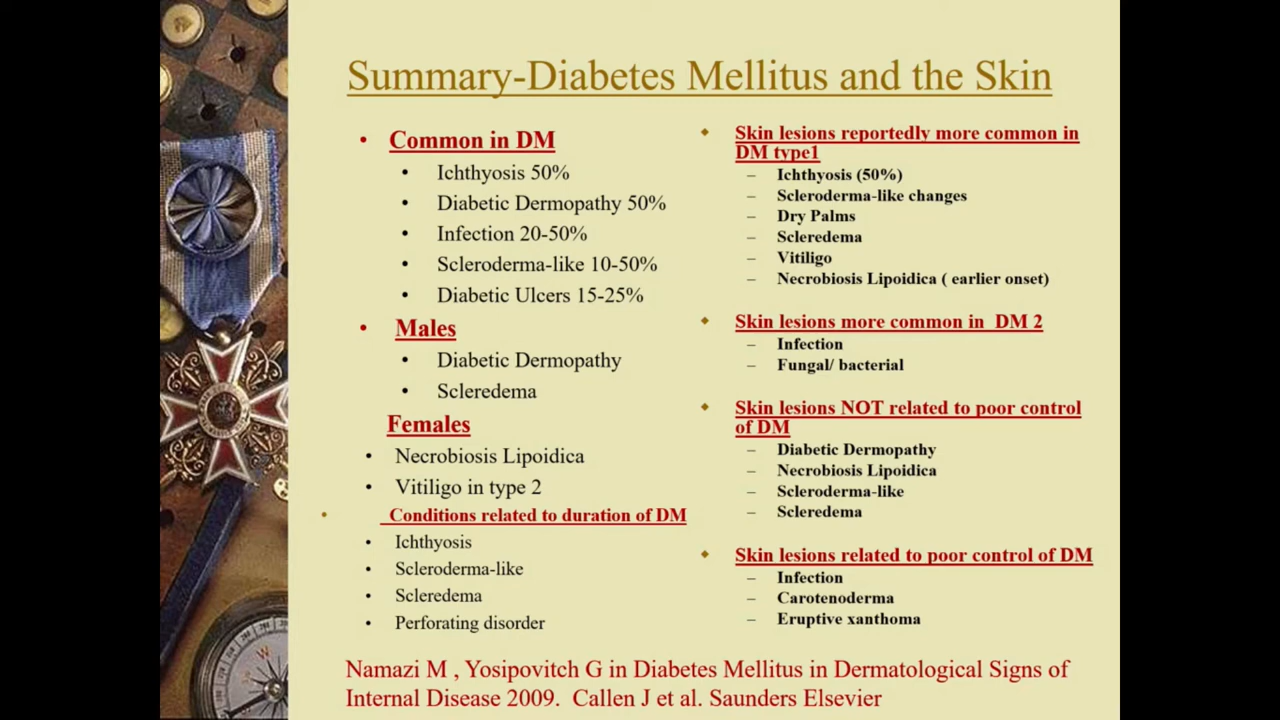 Summary-Diabetes Mellitus and the Skin
• Common in DM
• Ichthyosis 50%
• Diabetic Dermopathy 50%
• Infection 20-50%
• Scleroderma-like 10-50%
• Diabetic Ulcers 15-25%
• Males
• Diabetic Dermopathy
• Scleredema
Females
• Necrobiosis Lipoidica
• Vitiligo in type 2
• Conditions related to duration of DM
• Ichthyosis
• Scleroderma-like
• Scleredema
• Perforating disorder
◆ Skin lesions reportedly more common in
DM type1
– Ichthyosis (50%)
– Scleroderma-like changes
– Dry Palms
– Scleredema
– Vitiligo
– Necrobiosis Lipoidica ( earlier onset)
◆ Skin lesions more common in DM 2
– Infection
– Fungal/ bacterial
◆ Skin lesions NOT related to poor control
of DM
– Diabetic Dermopathy
– Necrobiosis Lipoidica
– Scleroderma-like
– Scleredema
◆ Skin lesions related to poor control of DM
– Infection
– Carotenoderma
– Eruptive xanthoma
Namazi M , Yosipovitch G in Diabetes Mellitus in Dermatological Signs of
Internal Disease 2009. Callen J et al. Saunders Elsevier